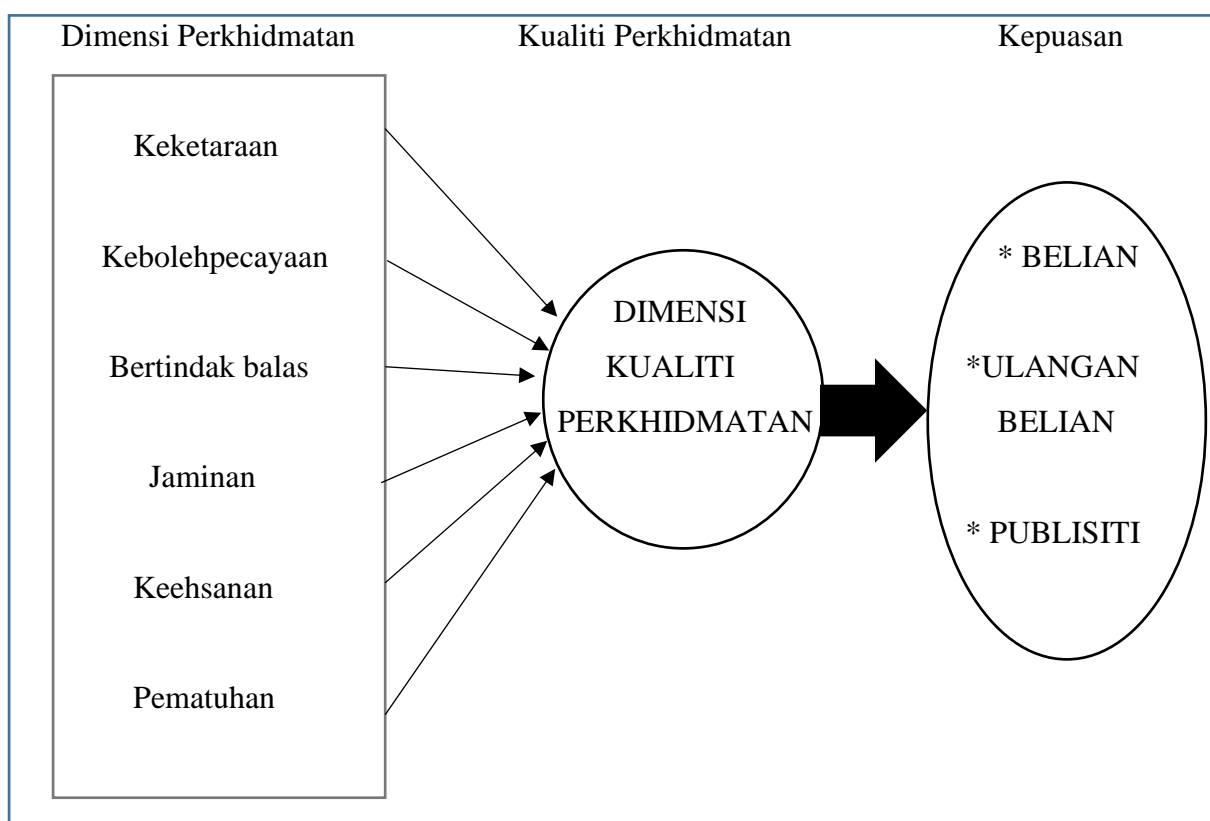 Dimensi Perkhidmatan
Kualiti Perkhidmatan
Kepuasan
Keketaraan
Kebolehpecayaan
Bertindak balas
Jaminan
Keehsanan
Pematuhan
DIMENSI
KUALITI
PERKHIDMATAN
* BELIAN
*ULANGAN
BELIAN
* PUBLISITI